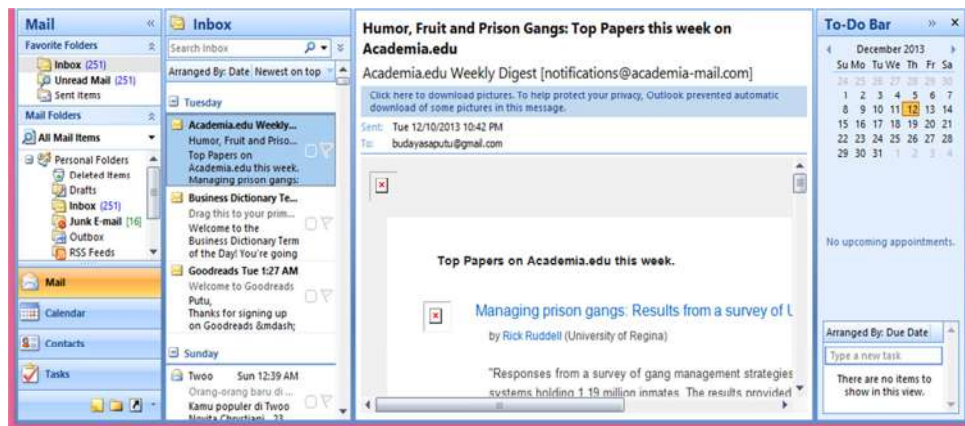 Mail «
Favorite Folders
Inbox (251)
Unread Mail (251)
Sent Items
Mail Folders
All Mail Items
Personal Folders
Deleted Items
Drafts
Inbox (251)
Junk E-mail [16]
Outbox
RSS Feeds
Mail
Calendar
Contacts
Tasks
Inbox
Search Inbox
Arranged By: Date Newest on top
Tuesday
Academia.edu Weekly...
Humor, Fruit and Priso...
Top Papers on
Academia.edu this week.
Managing prison gangs:
Business Dictionary Te...
Drag this to your prim...
Welcome to the
Business Dictionary Term
of the Day! You're going
Goodreads Tue 1:27 AM
Welcome to Goodreads
Putu,
Thanks for signing up
on Goodreads &mdash;
Sunday
Twoo Sun 12:39 AM
Orang-orang baru di ...
Kamu populer di Twoo
Novita Christiani , 23
Humor, Fruit and Prison Gangs: Top Papers this week on
Academia.edu
Academia.edu Weekly Digest [notifications@academia-mail.com]
Click here to download pictures. To help protect your privacy, Outlook prevented automatic
download of some pictures in this message.
Sent: Tue 12/10/2013 10:42 PM
To: budayasaputu@gmail.com
Top Papers on Academia.edu this week.
Managing prison gangs: Results from a survey of U
by Rick Ruddell (University of Regina)
"Responses from a survey of gang management strategies
systems holding 1.19 million inmates. The results provided
To-Do Bar » ×
December 2013
Su Mo Tu We Th Fr Sa
24 25 26 27 28 29 30
1 2 3 4 5 6 7
8 9 10 11 12 13 14
15 16 17 18 19 20 21
22 23 24 25 26 27 28
29 30 31 1 2 3 4
No upcoming appointments.
Arranged By: Due Date
Type a new task
There are no items to
show in this view.